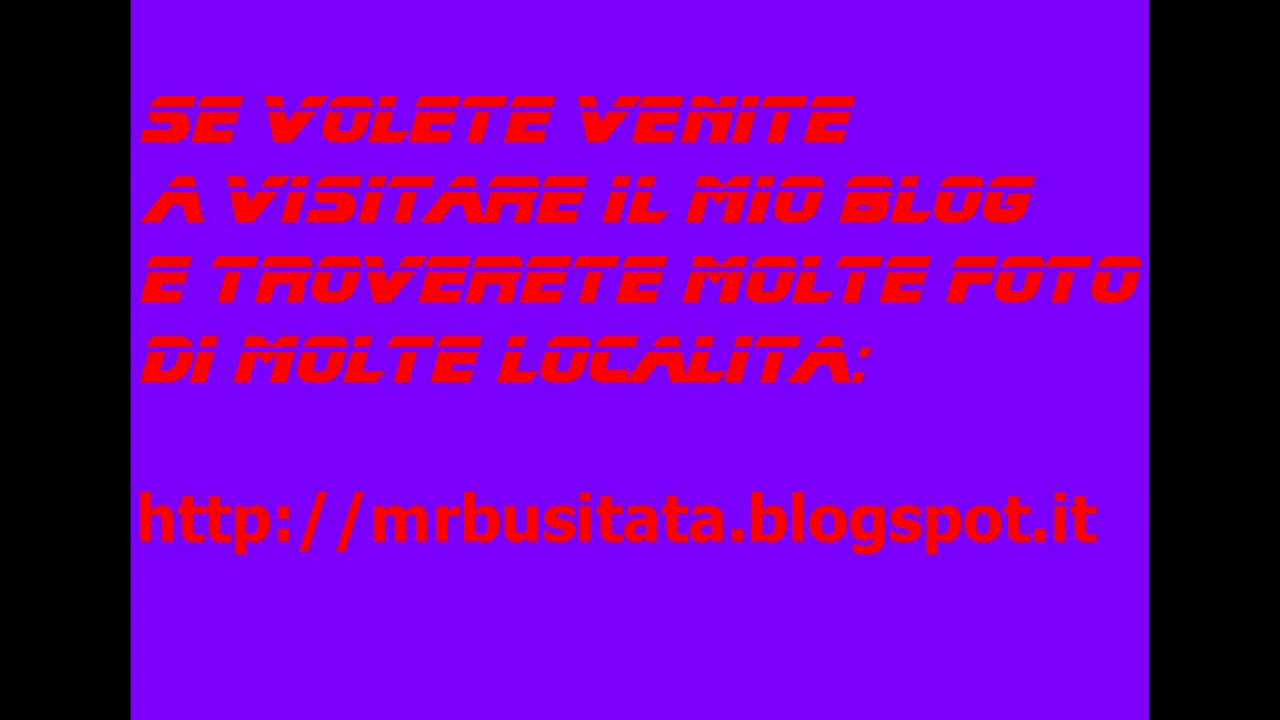 SE VOLETE VENITE
A VISITARE IL MIO BLOG
E TROVERETE MOLTE FOTO
DI MOLTE LOCALITA:
http://mrbusitata.blogspot.it